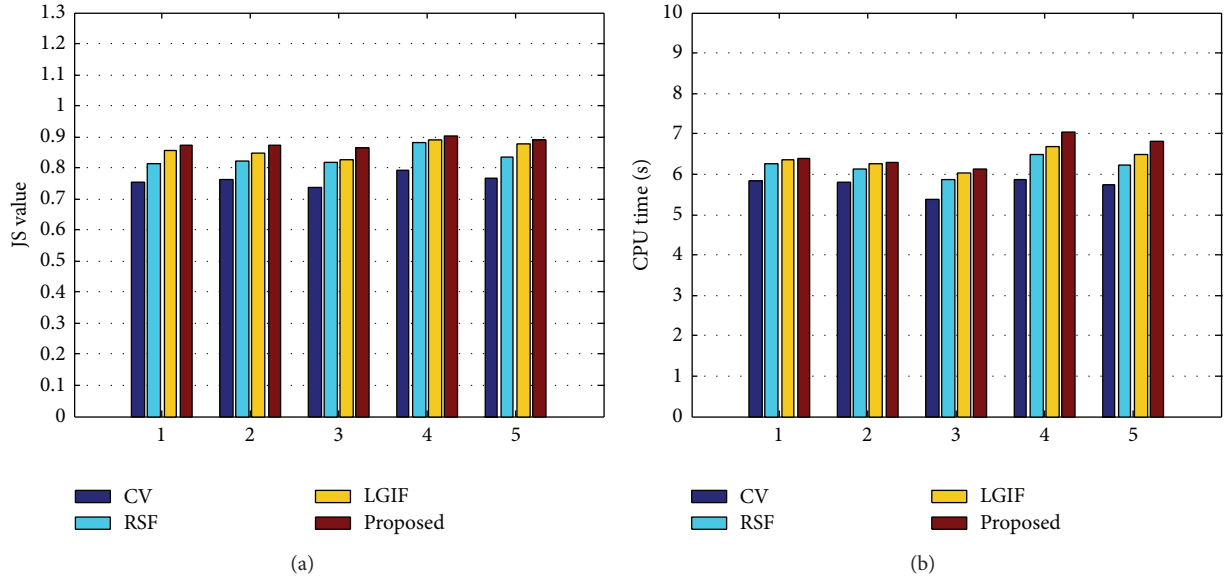 1.3
1.2
1.1
1
0.9
0.8
0.7
0.6
0.5
0.4
0.3
0.2
0.1
0
JS value
1 2 3 4 5
CV LGIF
RSF Proposed
(a)
10
9
8
7
6
5
4
3
2
1
0
CPU time (s)
1 2 3 4 5
CV LGIF
RSF Proposed
(b)